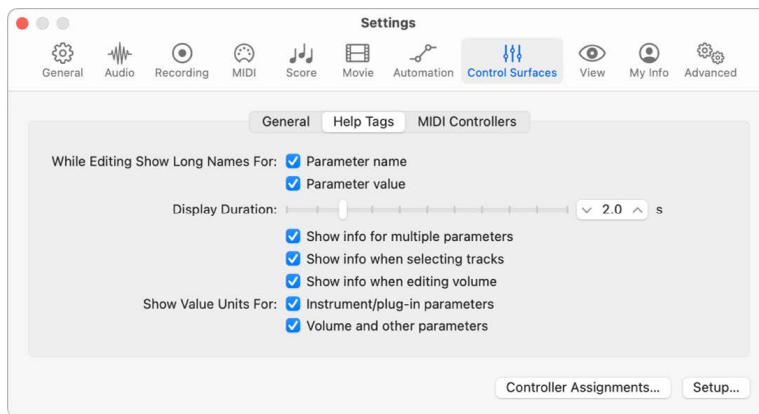 Settings
General Audio Recording MIDI Score Movie Automation Control Surfaces View My Info Advanced
General Help Tags MIDI Controllers
While Editing Show Long Names For: Parameter name
Parameter value
Display Duration: 2.0 s
Show info for multiple parameters
Show info when selecting tracks
Show info when editing volume
Show Value Units For: Instrument/plug-in parameters
Volume and other parameters
Controller Assignments... Setup...